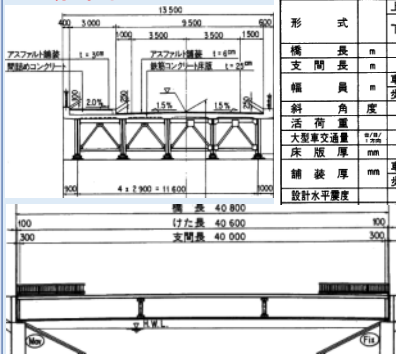 13 500
400 3 000 9 500 600
1000 3 500 3 500 1500
アスファルト舗装 t = 3cm
アスファルト舗装 t = 6cm
間詰めコンクリート
鉄筋コンクリート床版 t = 23cm
2.0% 1.5% 1.5%
250
250
900 4 x 2 900 = 11 600 1000
形 式
橋 長 m
支 間 長 m
幅 員 m
斜 角 度
活 荷 重
大型車交通量
床 版 厚 mm
舗 装 厚 mm
設計水平震度
橋 長 40 800
100 けた長 40 600 100
300 支間長 40 000 300
H.W.L.
Mov Fix